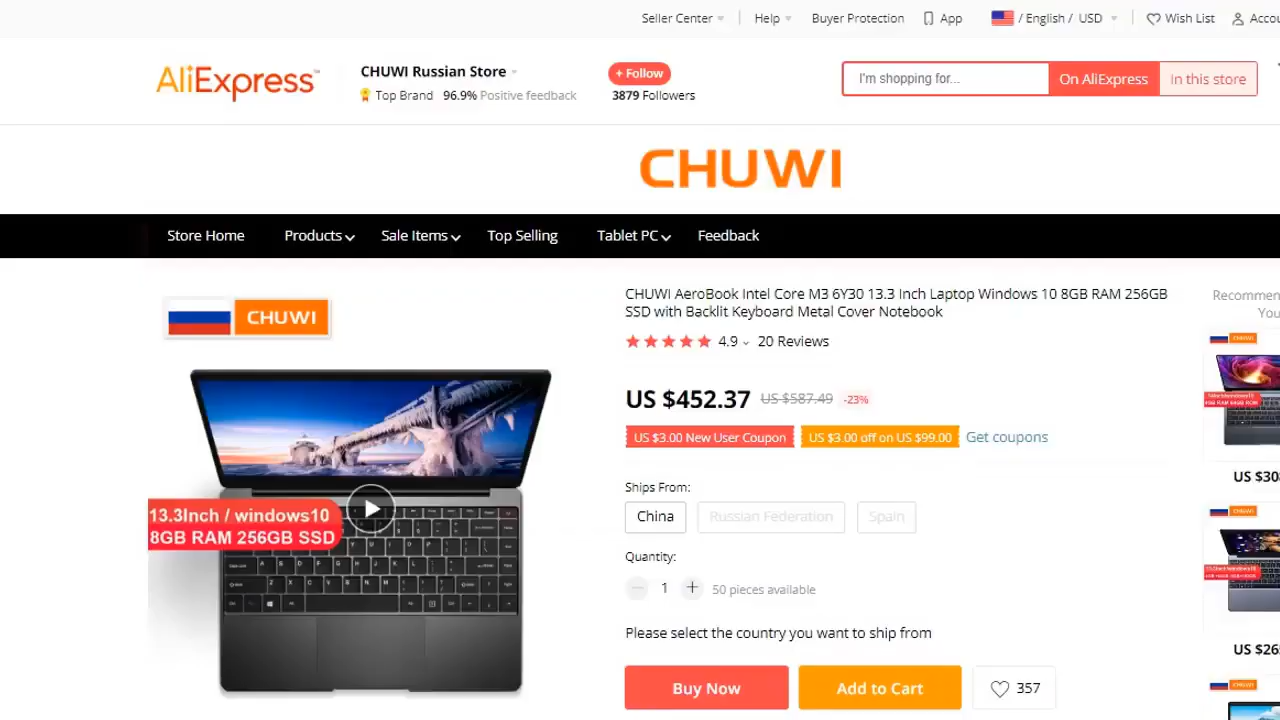 Seller Center
Help
Buyer Protection
App
/ English / USD
Wish List
AliExpress™
CHUWI Russian Store
Top Brand 96.9% Positive feedback
+ Follow
3879 Followers
I'm shopping for...
On AliExpress
In this store
CHUWI
Store Home
Products
Sale Items
Top Selling
Tablet PC
Feedback
CHUWI
13.3Inch / windows10
8GB RAM 256GB SSD
CHUWI AeroBook Intel Core M3 6Y30 13.3 Inch Laptop Windows 10 8GB RAM 256GB
SSD with Backlit Keyboard Metal Cover Notebook
4.9 20 Reviews
US $452.37 US $587.49 -23%
US $3.00 New User Coupon US $3.00 off on US $99.00 Get coupons
Ships From:
China Russian Federation Spain
Quantity:
1 50 pieces available
Please select the country you want to ship from
Buy Now
Add to Cart
357
CHUWI
CHUWI
CHUWI